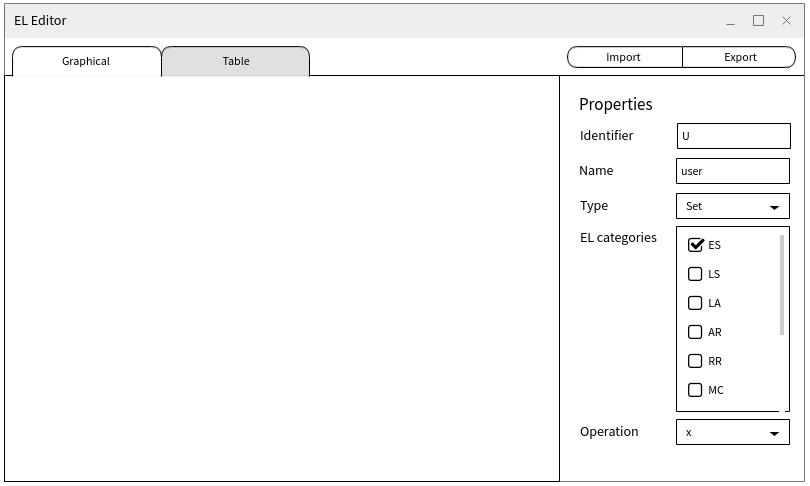 EL Editor
Graphical
Table
Import
Export
Properties
Identifier
U
Name
user
Type
Set
EL categories
ES
LS
LA
AR
RR
MC
Operation
x